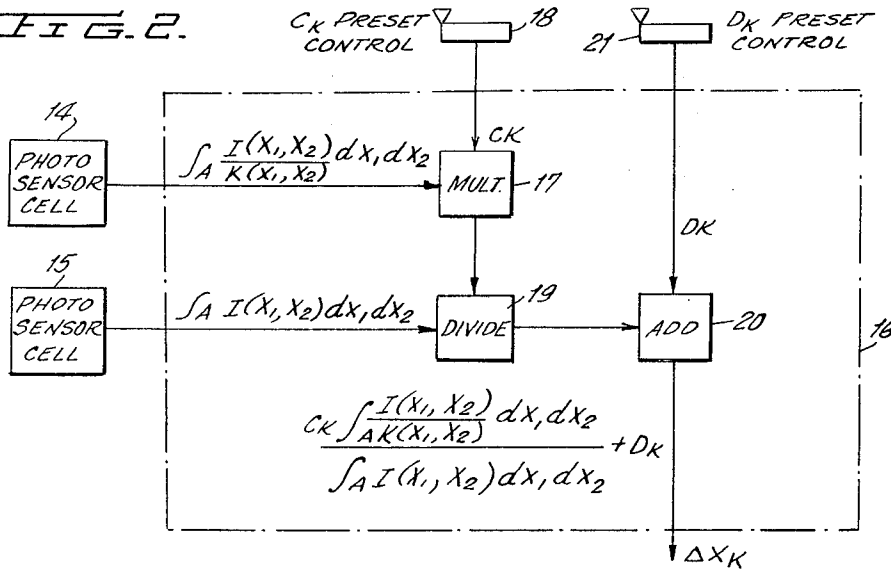 FIG. 2.
CK PRESET
CONTROL
18
21
DK PRESET
CONTROL
14
PHOTO
SENSOR
CELL
∫A I(X1, X2)/K(X1, X2) dX1 dX2
CK
MULT.
17
DK
15
PHOTO
SENSOR
CELL
∫A I(X1, X2) dX1 dX2
19
DIVIDE
ADD
20
16
CK ∫A I(X1, X2)/K(X1, X2) dX1 dX2
+ DK
∫A I(X1, X2) dX1 dX2
ΔXK